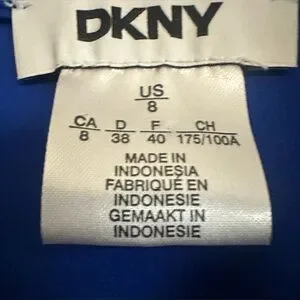 DKNY
US
8
CA D F CH
8 38 40 175/100A
MADE IN
INDONESIA
FABRIQUÉ EN
INDONESIE
GEMAAKT IN
INDONESIE